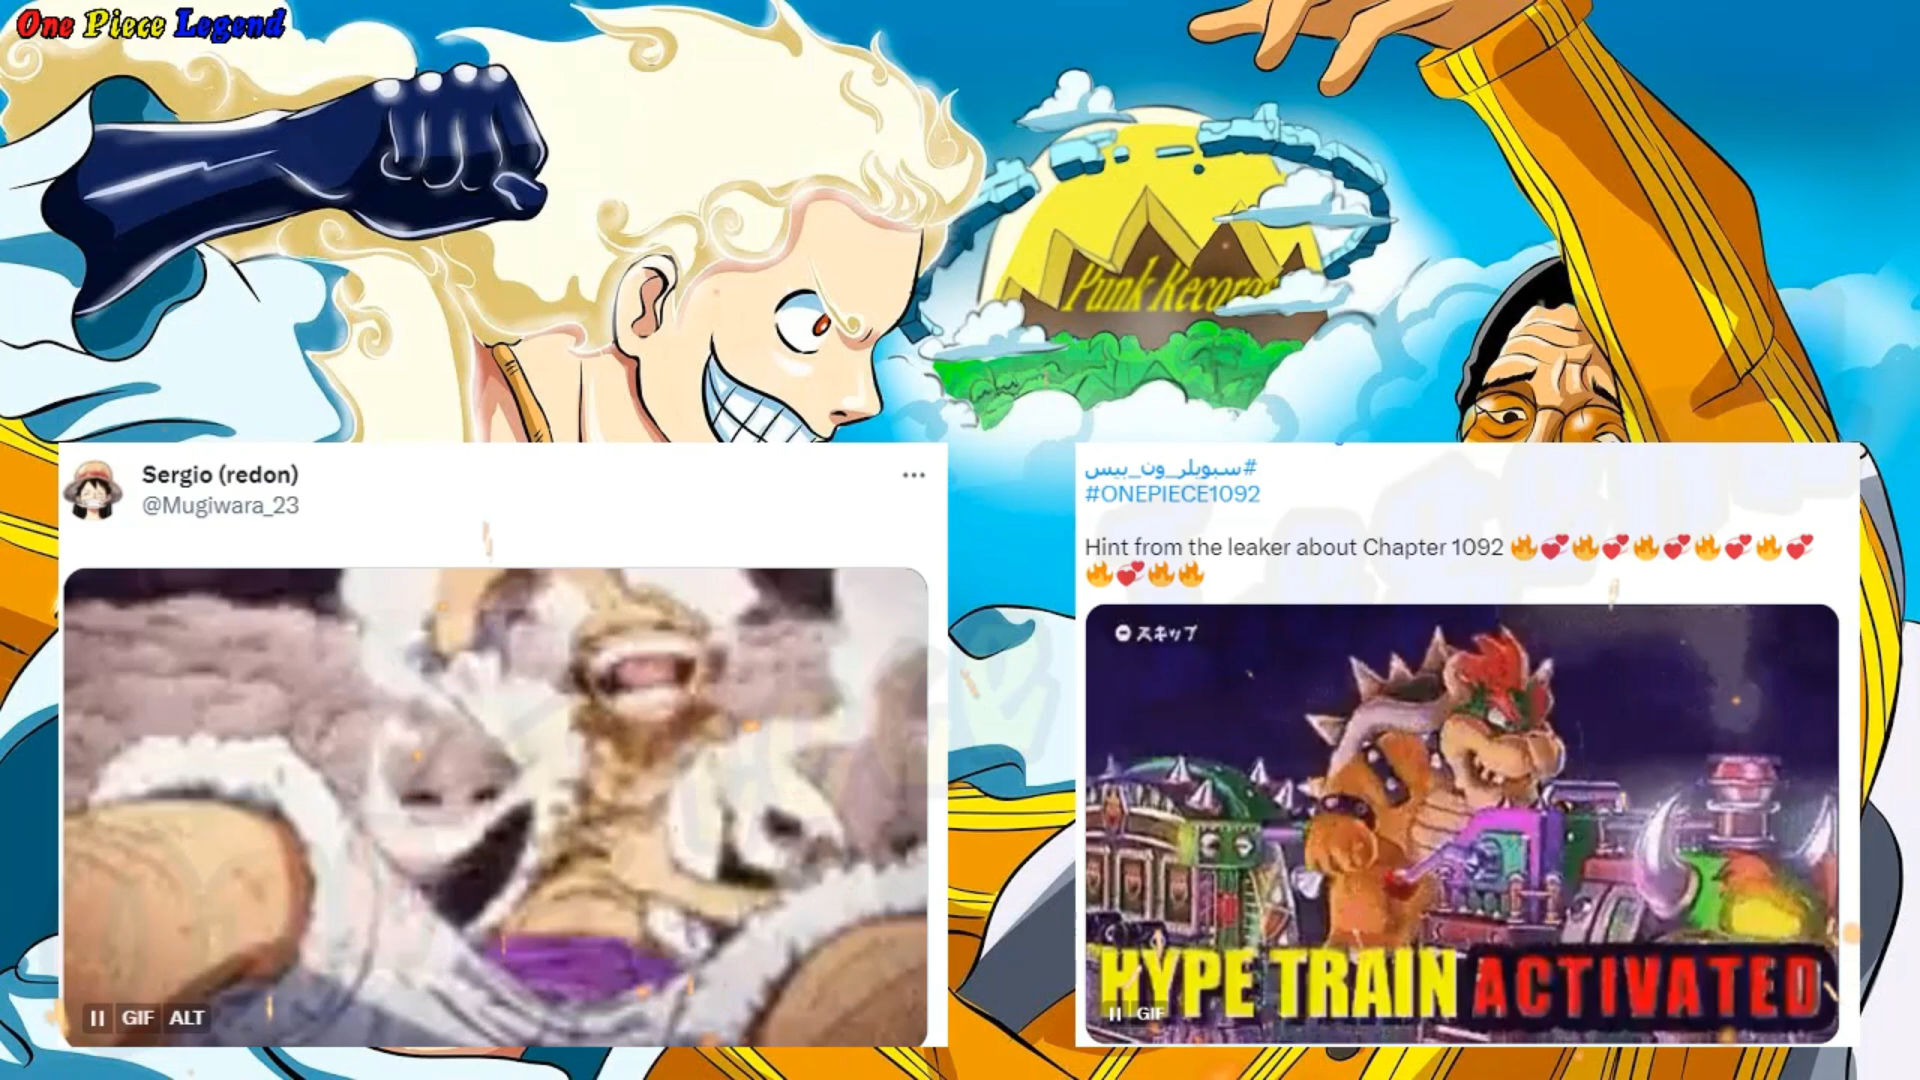 One Piece Legend
Punk Records
Sergio (redon)
@Mugiwara_23
GIF ALT
#سبويلر_ون_بيس
#ONEPIECE1092
Hint from the leaker about Chapter 1092 🔥💞🔥💞🔥💞🔥💞🔥💞
🔥💞🔥🔥
スキップ
HYPE TRAIN ACTIVATED
GIF